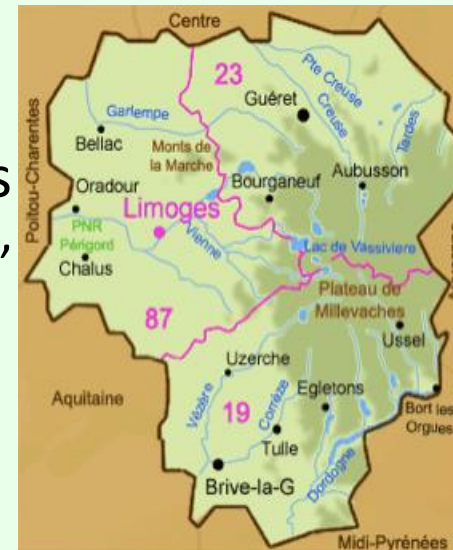 s
,
Centre
23
Pte Creuse
Creuse
Guéret
Tardes
Garlempe
Bellac
Monts de
la Marche
Poitou-Charentes
Oradour
Bourganeuf
Aubusson
Limoges
PNR
Périgord
Vienne
Lac de Vassiviere
Chalus
Plateau de
Millevaches
87
Ussel
Uzerche
Aquitaine
Vézère
19
Corrèze
Egletons
Bort les
Orgues
Tulle
Dordogne
Brive-la-G
Midi-Pyrénées